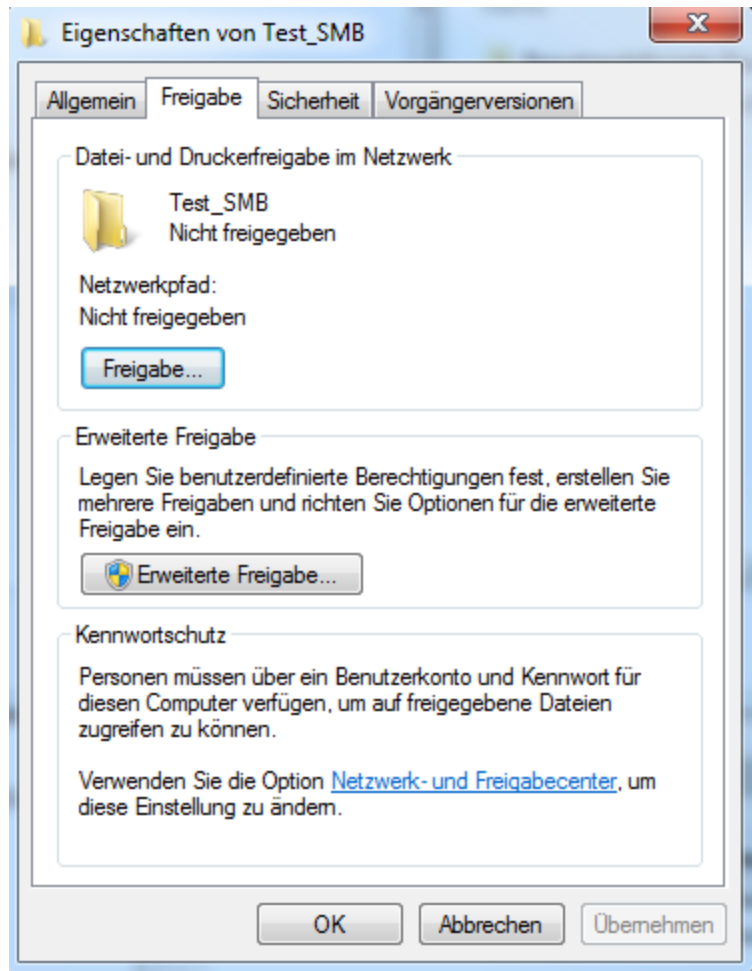 Eigenschaften von Test_SMB
Allgemein Freigabe Sicherheit Vorgängerversionen
Datei- und Druckerfreigabe im Netzwerk
Test_SMB
Nicht freigegeben
Netzwerkpfad:
Nicht freigegeben
Freigabe...
Erweiterte Freigabe
Legen Sie benutzerdefinierte Berechtigungen fest, erstellen Sie
mehrere Freigaben und richten Sie Optionen für die erweiterte
Freigabe ein.
Erweiterte Freigabe...
Kennwortschutz
Personen müssen über ein Benutzerkonto und Kennwort für
diesen Computer verfügen, um auf freigegebene Dateien
zugreifen zu können.
Verwenden Sie die Option Netzwerk- und Freigabecenter, um
diese Einstellung zu ändern.
OK Abbrechen Übernehmen